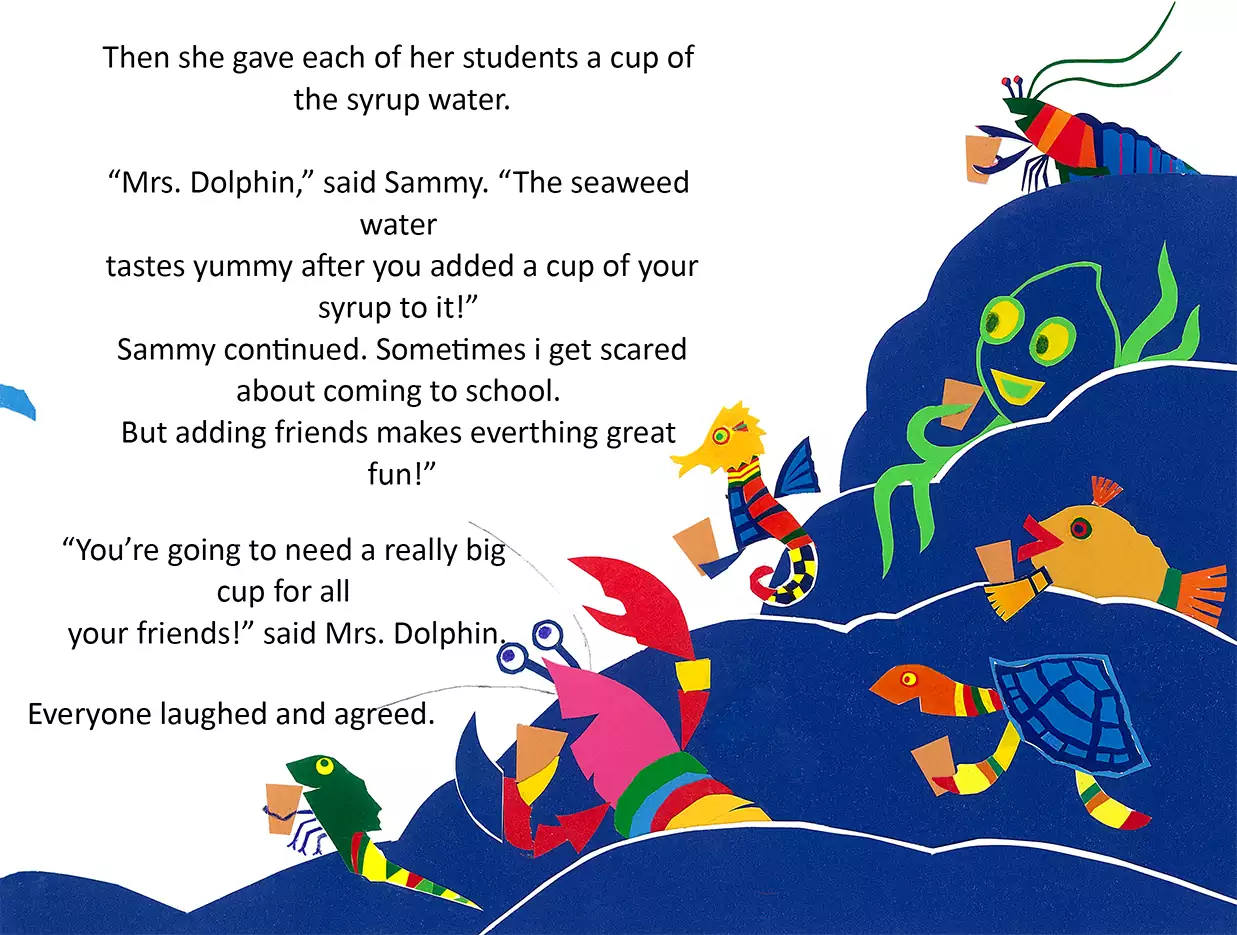 Then she gave each of her students a cup of
the syrup water.
“Mrs. Dolphin,” said Sammy. “The seaweed
water
tastes yummy after you added a cup of your
syrup to it!”
Sammy continued. Sometimes i get scared
about coming to school.
But adding friends makes everthing great
fun!”
“You’re going to need a really big
cup for all
your friends!” said Mrs. Dolphin.
Everyone laughed and agreed.